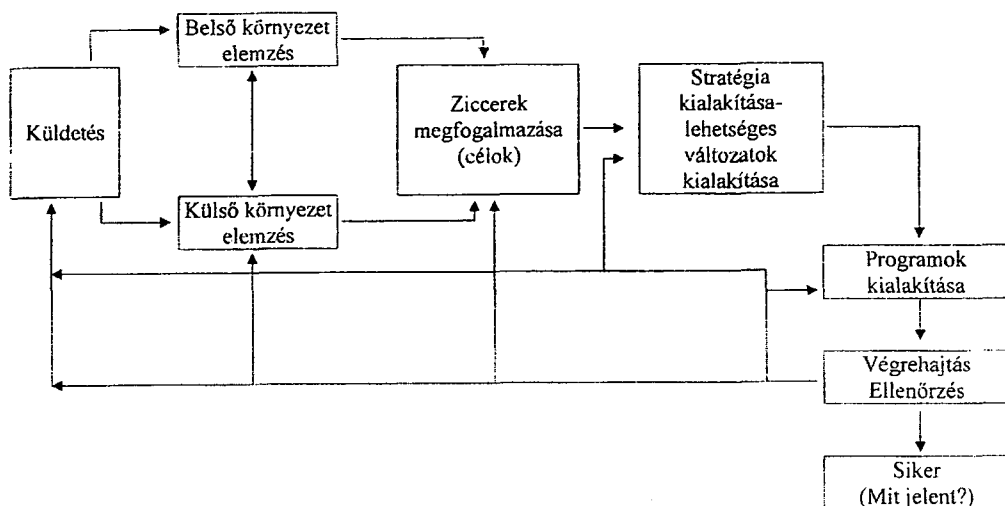 Belső környezet
elemzés
Küldetés
Külső környezet
elemzés
Ziccerek
megfogalmazása
(célok)
Stratégia
kialakítása-
lehetséges
változatok
kialakítása
Programok
kialakítása
Végrehajtás
Ellenőrzés
Siker
(Mit jelent?)